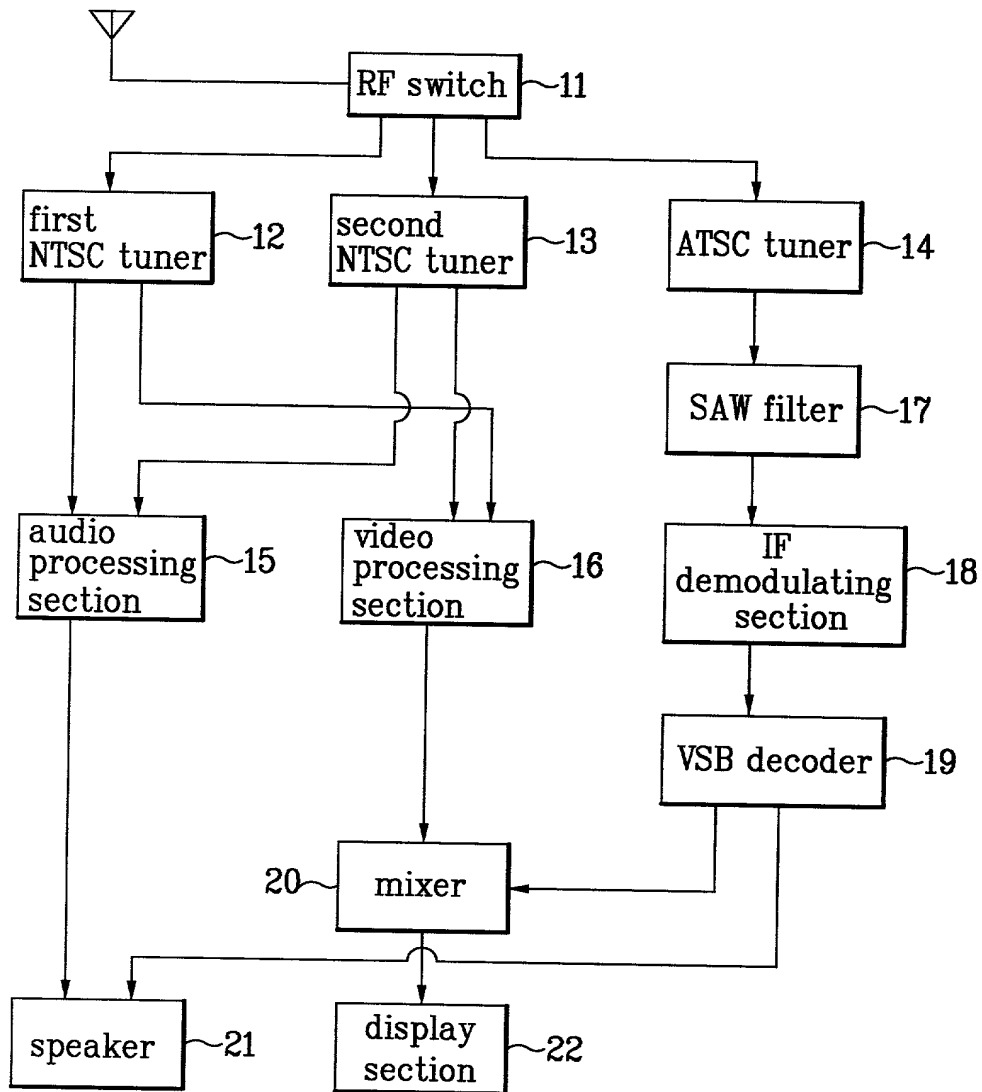 RF switch 11
first
NTSC tuner 12
second
NTSC tuner 13
ATSC tuner 14
SAW filter 17
audio
processing
section 15
video
processing
section 16
IF
demodulating
section 18
VSB decoder 19
20 mixer
speaker 21
display
section 22